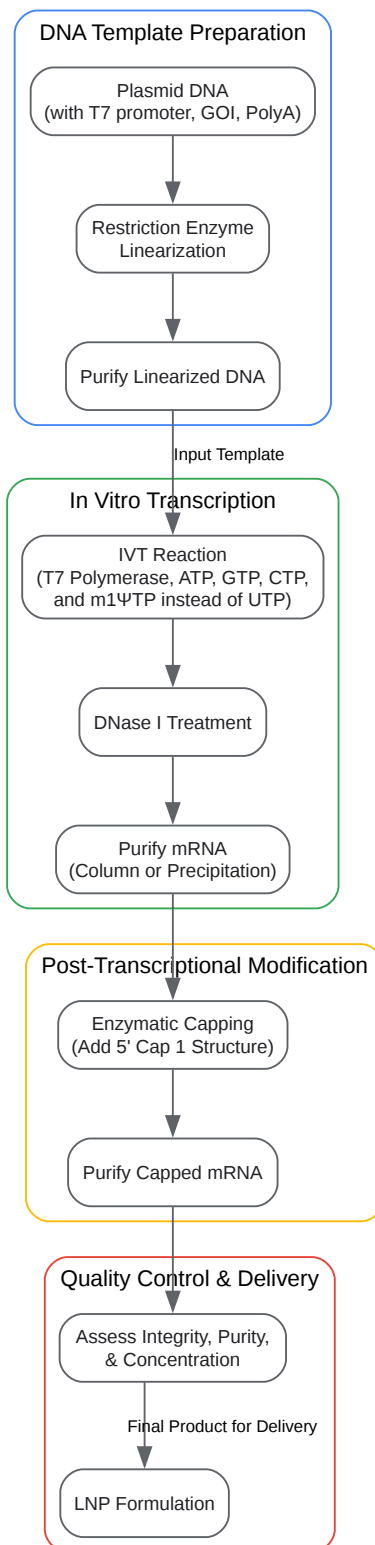 DNA Template Preparation
Plasmid DNA
(with T7 promoter, GOI, PolyA)
Restriction Enzyme
Linearization
Purify Linearized DNA
Input Template
In Vitro Transcription
IVT Reaction
(T7 Polymerase, ATP, GTP, CTP,
and m1ΨTP instead of UTP)
DNase I Treatment
Purify mRNA
(Column or Precipitation)
Post-Transcriptional Modification
Enzymatic Capping
(Add 5' Cap 1 Structure)
Purify Capped mRNA
Quality Control & Delivery
Assess Integrity, Purity,
& Concentration
Final Product for Delivery
LNP Formulation